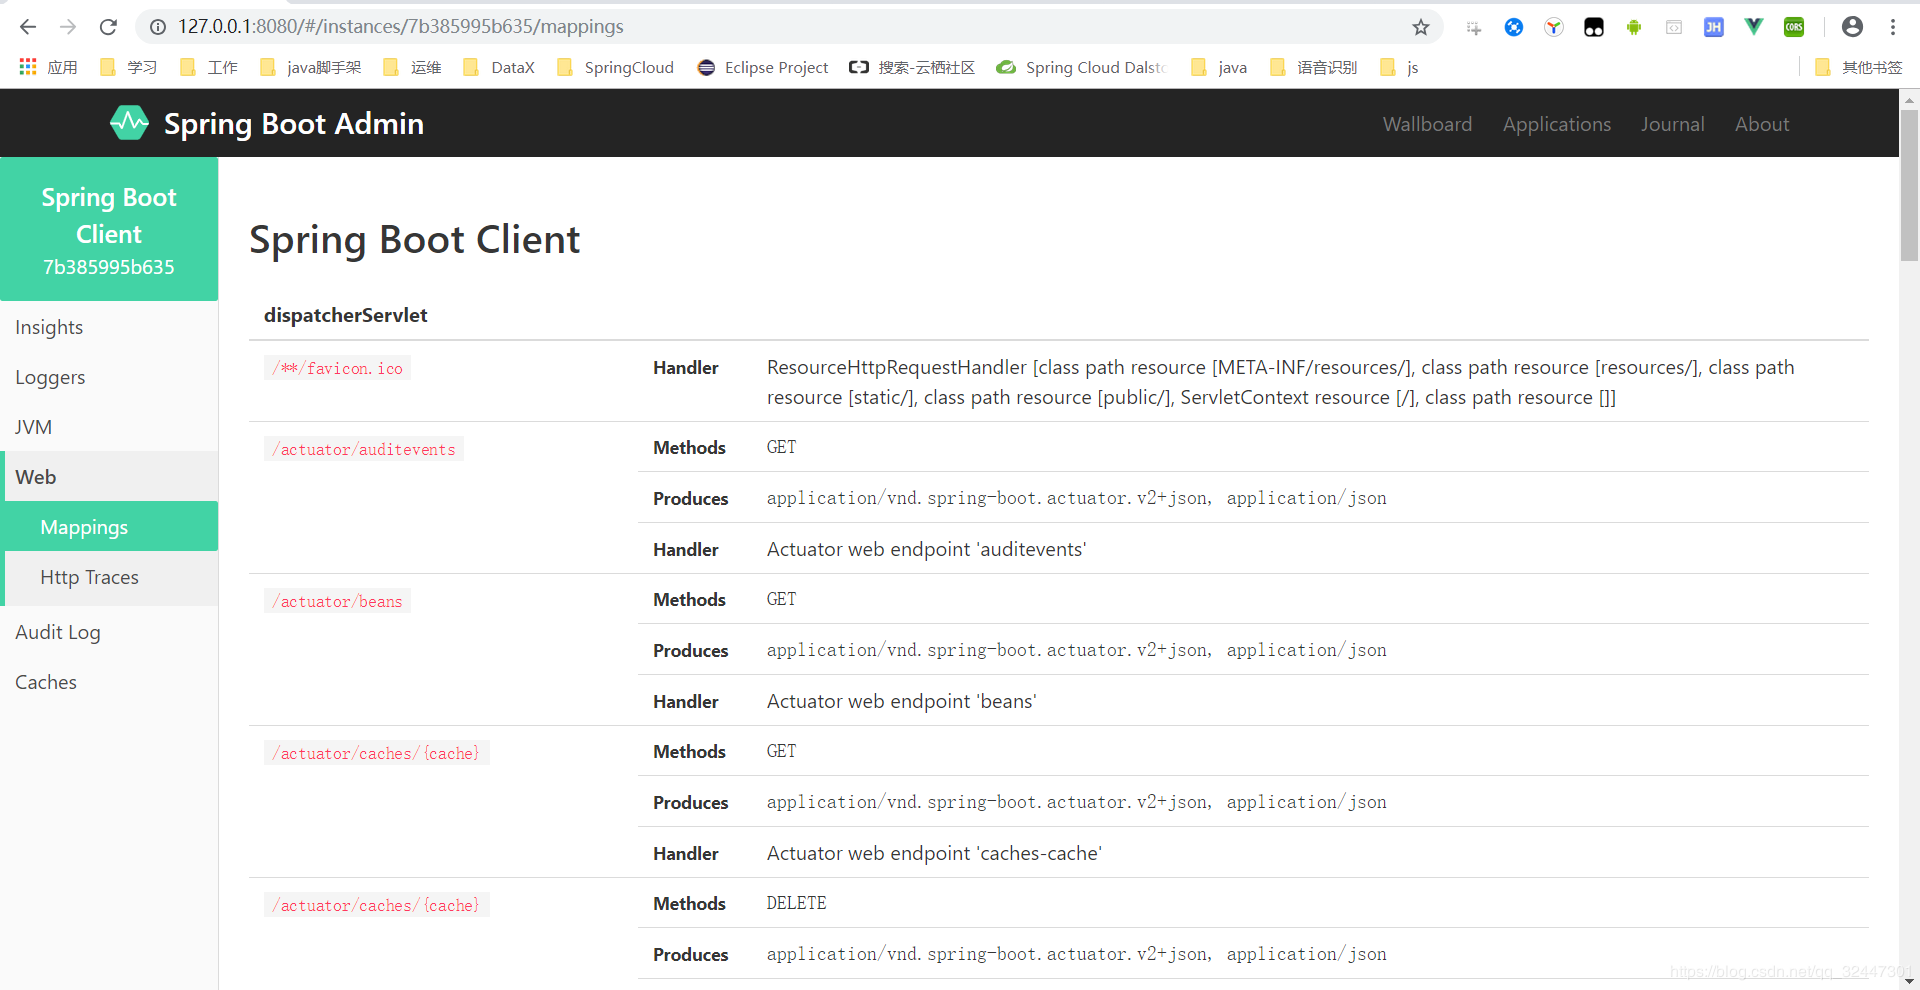 127.0.0.1:8080/#/instances/7b385995b635/mappings
JH
CORS
应用 学习 工作 java脚手架 运维 DataX SpringCloud Eclipse Project 搜索-云栖社区 Spring Cloud Dalsto java 语音识别 js 其他书签
Spring Boot Admin
Wallboard Applications Journal About
Spring Boot
Client
7b385995b635
Insights
Loggers
JVM
Web
Mappings
Http Traces
Audit Log
Caches
Spring Boot Client
dispatcherServlet
/**/favicon.ico Handler ResourceHttpRequestHandler [class path resource [META-INF/resources/], class path resource [resources/], class path
resource [static/], class path resource [public/], ServletContext resource [/], class path resource []]
/actuator/auditevents Methods GET
Produces application/vnd.spring-boot.actuator.v2+json, application/json
Handler Actuator web endpoint 'auditevents'
/actuator/beans Methods GET
Produces application/vnd.spring-boot.actuator.v2+json, application/json
Handler Actuator web endpoint 'beans'
/actuator/caches/{cache} Methods GET
Produces application/vnd.spring-boot.actuator.v2+json, application/json
Handler Actuator web endpoint 'caches-cache'
/actuator/caches/{cache} Methods DELETE
Produces application/vnd.spring-boot.actuator.v2+json, application/json
https://blog.csdn.net/qq_32447301